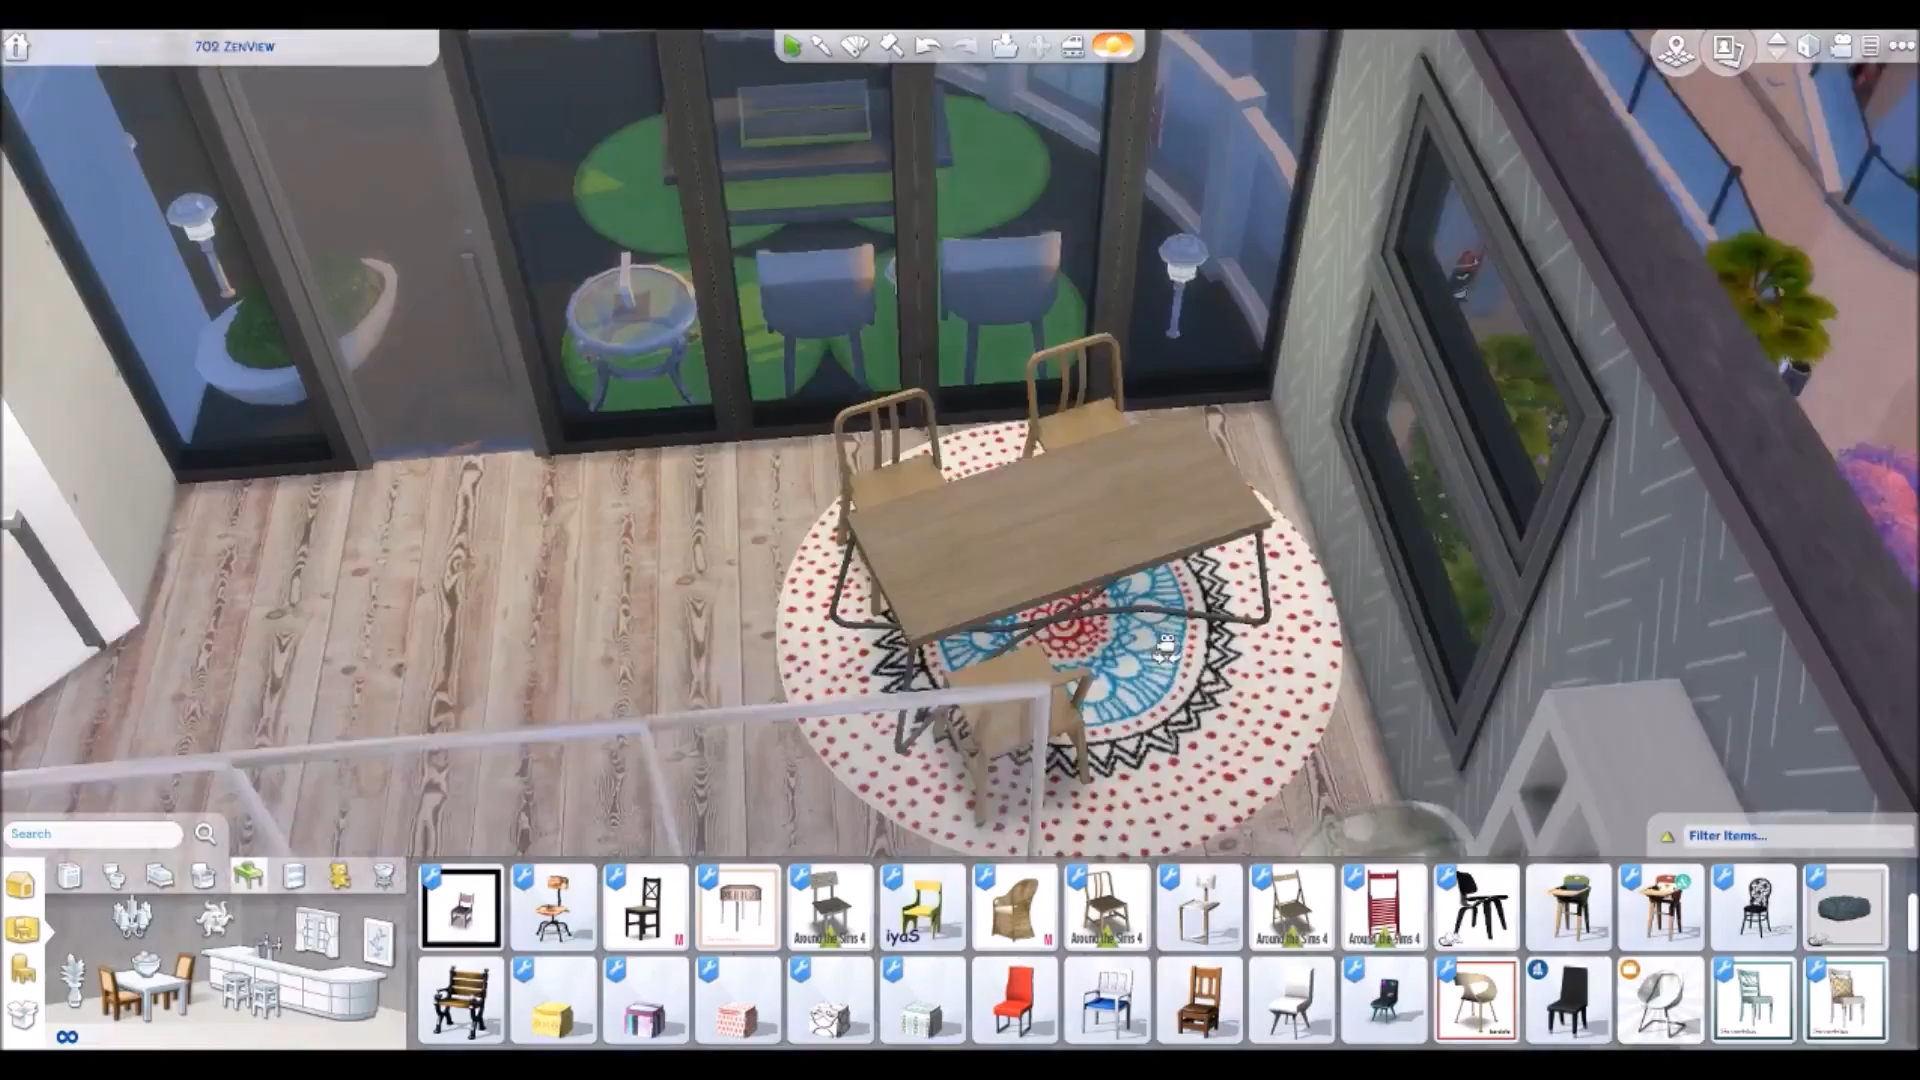 702 ZENVIEW
Search
Filter Items...
M
Around the Sims 4
iyaS
M
Around the Sims 4
Around the Sims 4
Around the Sims 4